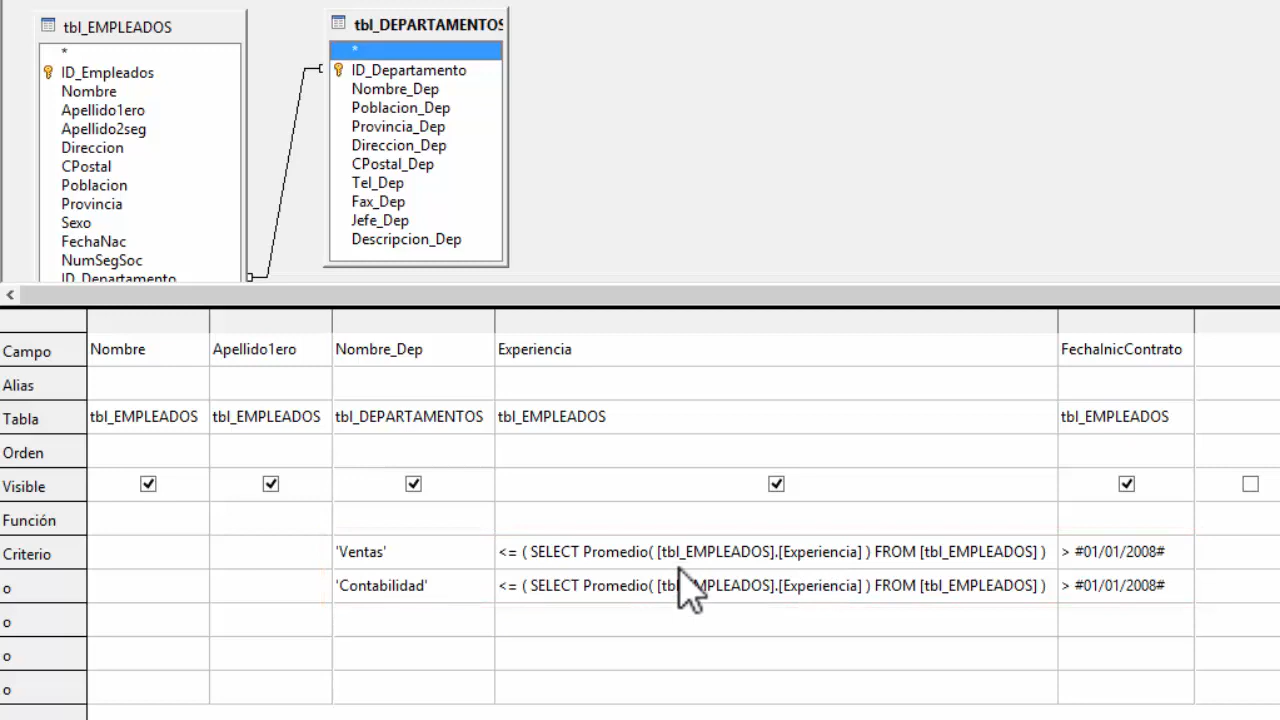 tbl_EMPLEADOS
*
ID_Empleados
Nombre
Apellido1ero
Apellido2seg
Direccion
CPostal
Poblacion
Provincia
Sexo
FechaNac
NumSegSoc
ID_Departamento
tbl_DEPARTAMENTOS
*
ID_Departamento
Nombre_Dep
Poblacion_Dep
Provincia_Dep
Direccion_Dep
CPostal_Dep
Tel_Dep
Fax_Dep
Jefe_Dep
Descripcion_Dep
Campo Nombre Apellido1ero Nombre_Dep Experiencia FechaInicContrato
Alias
Tabla tbl_EMPLEADOS tbl_EMPLEADOS tbl_DEPARTAMENTOS tbl_EMPLEADOS tbl_EMPLEADOS
Orden
Visible
Función
Criterio 'Ventas' <= ( SELECT Promedio( [tbl_EMPLEADOS].[Experiencia] ) FROM [tbl_EMPLEADOS] ) > #01/01/2008#
o 'Contabilidad' <= ( SELECT Promedio( [tbl_EMPLEADOS].[Experiencia] ) FROM [tbl_EMPLEADOS] ) > #01/01/2008#
o
o
o